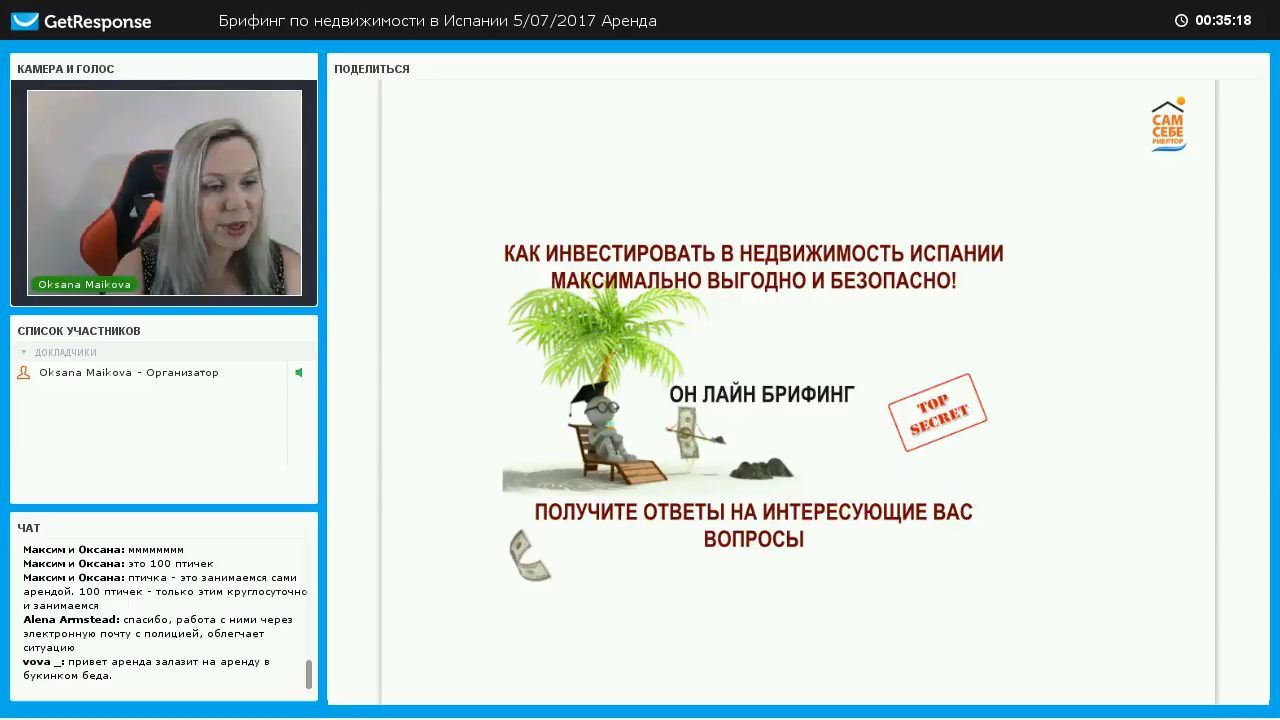 GetResponse
Брифинг по недвижимости в Испании 5/07/2017 Аренда
00:35:18
КАМЕРА И ГОЛОС
Oksana Maikova
СПИСОК УЧАСТНИКОВ
ДОКЛАДЧИКИ
Oksana Maikova - Организатор
ЧАТ
Максим и Оксана: мммммммм
Максим и Оксана: это 100 птичек
Максим и Оксана: птичка - это занимаемся сами
арендой. 100 птичек - только этим круглосуточно
и занимаемся
Alena Armstead: спасибо, работа с ними через
электронную почту с полицией, облегчает
ситуацию
vova _: привет аренда залазит на аренду в
букинком беда.
ПОДЕЛИТЬСЯ
САМ
СЕБЕ
РИЕЛТОР
КАК ИНВЕСТИРОВАТЬ В НЕДВИЖИМОСТЬ ИСПАНИИ
МАКСИМАЛЬНО ВЫГОДНО И БЕЗОПАСНО!
ОН ЛАЙН БРИФИНГ
TOP
SECRET
ПОЛУЧИТЕ ОТВЕТЫ НА ИНТЕРЕСУЮЩИЕ ВАС
ВОПРОСЫ